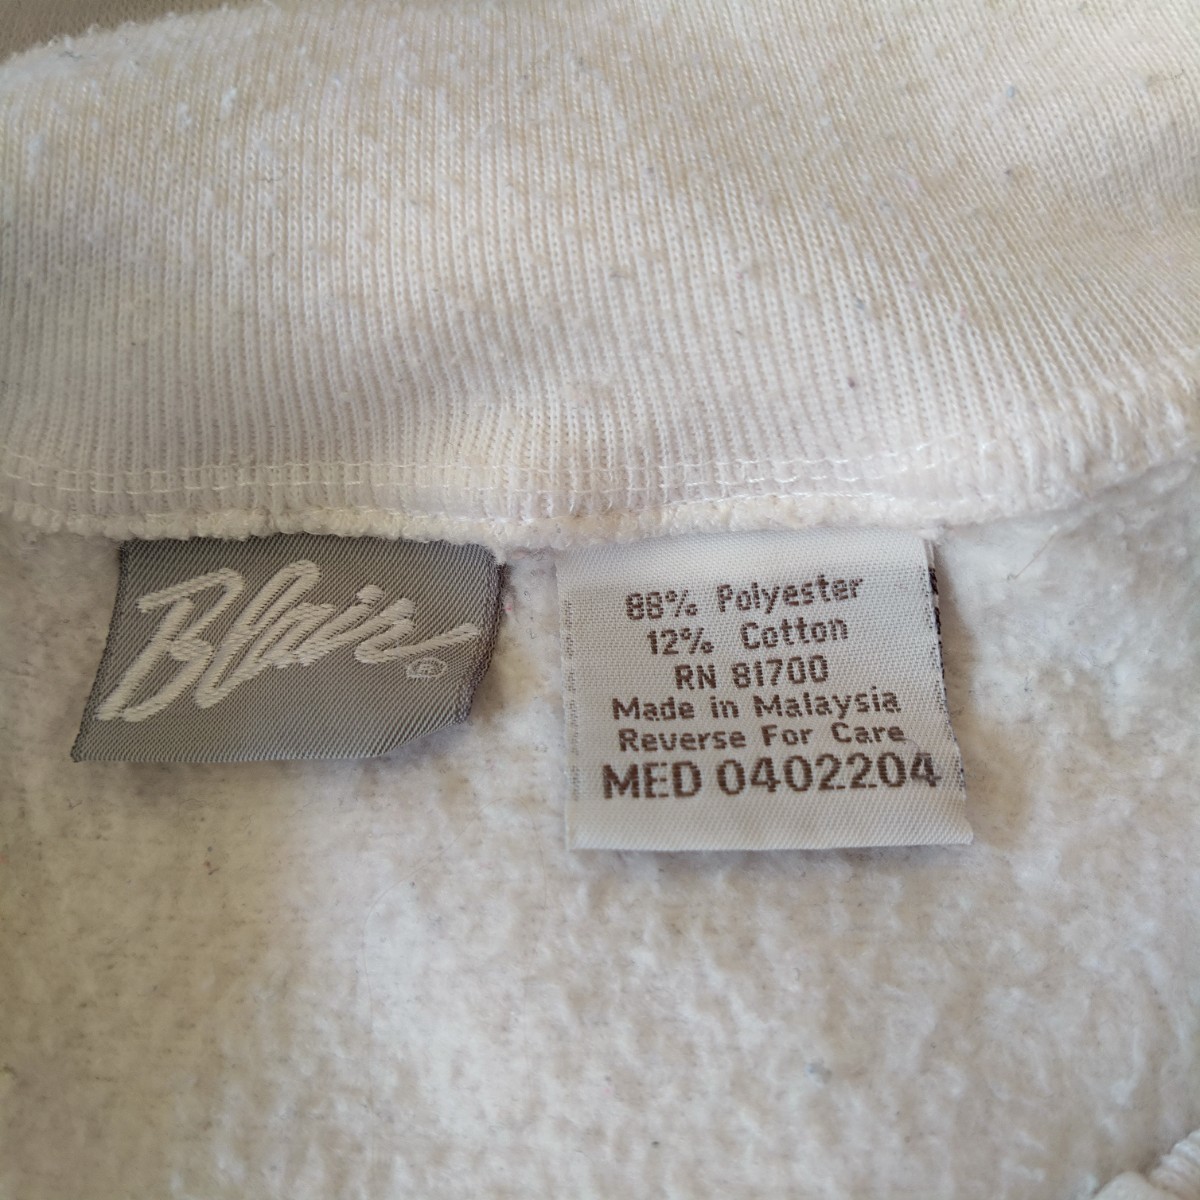 Blair®
88% Polyester
12% Cotton
RN 81700
Made in Malaysia
Reverse For Care
MED 0402204